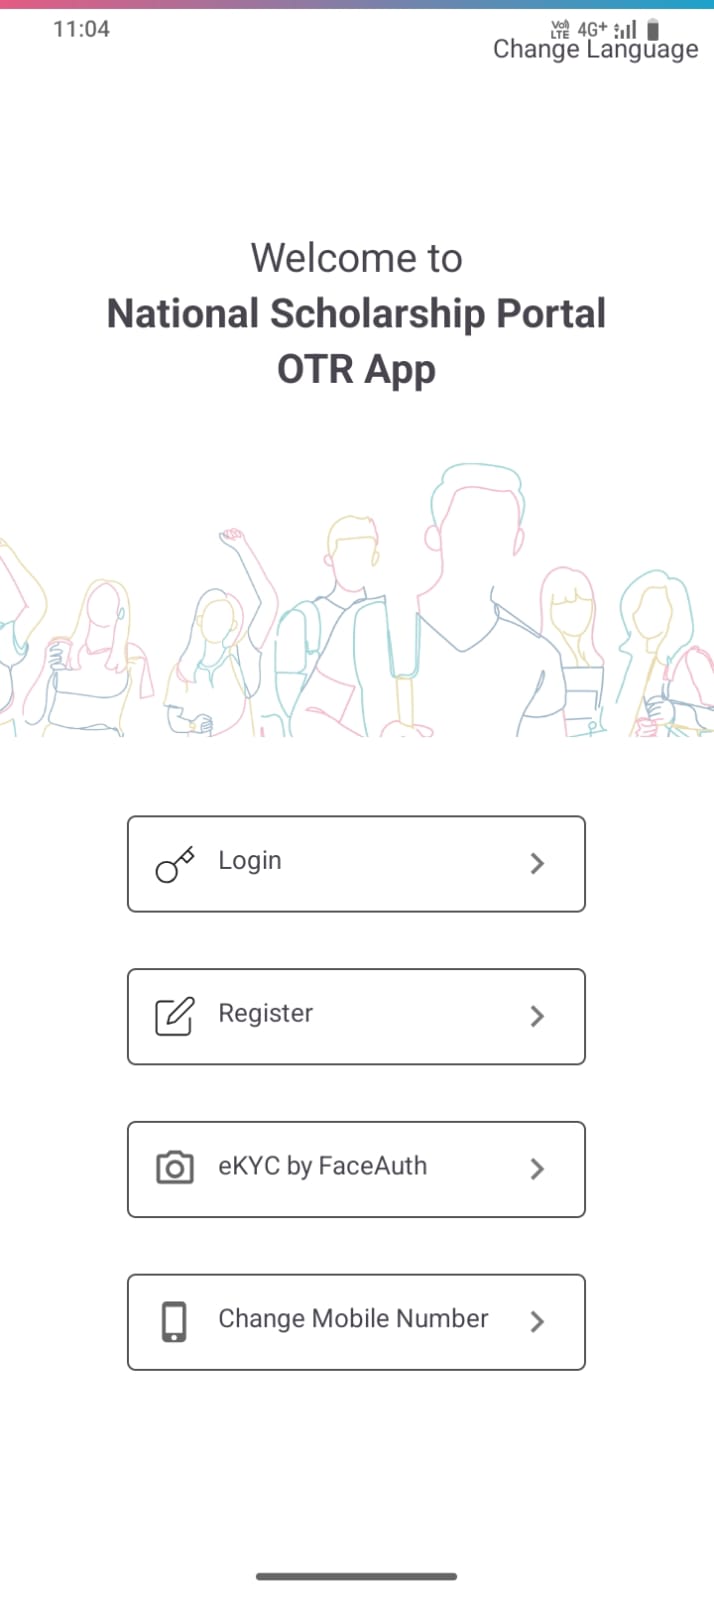 11:04
Vo) LTE 4G+
Change Language
Welcome to
National Scholarship Portal
OTR App
Login
Register
eKYC by FaceAuth
Change Mobile Number